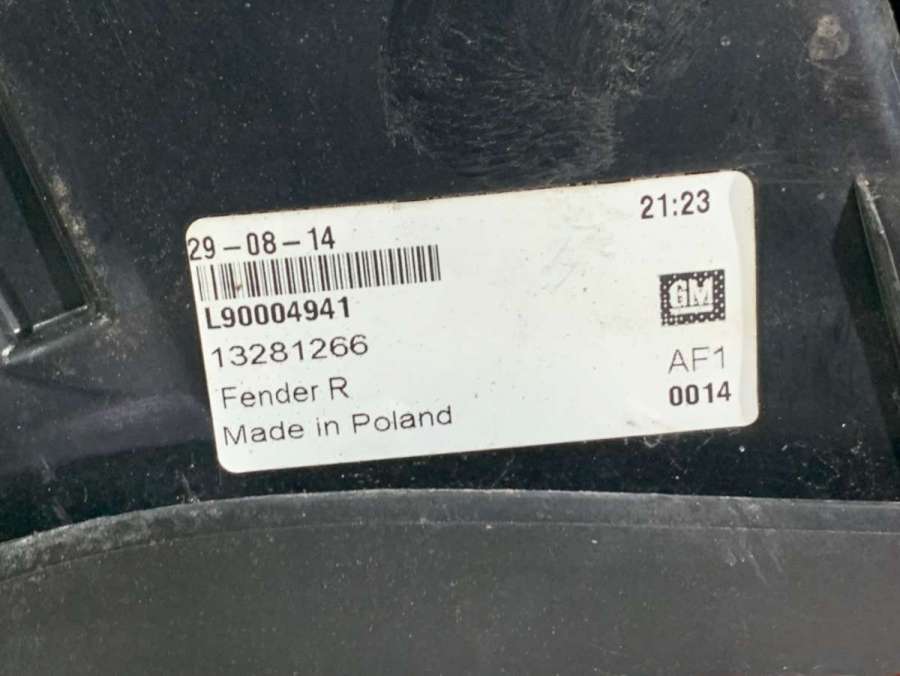 29-08-14 21:23
L90004941
GM
13281266
AF1
Fender R
0014
Made in Poland